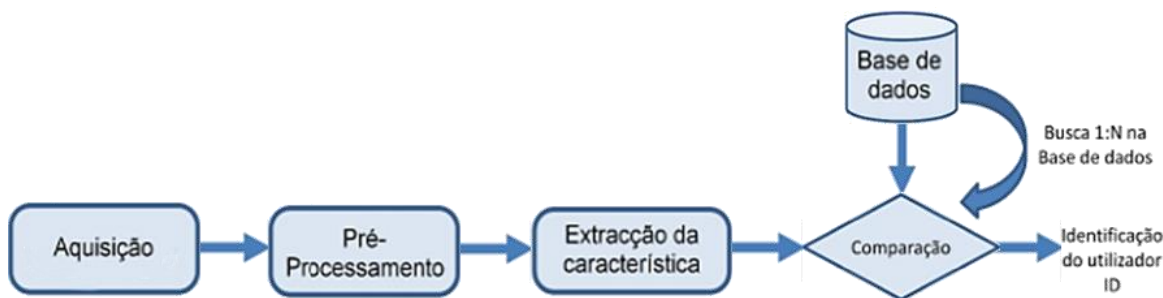 Base de
dados
Busca 1:N na
Base de dados
Aquisição
Pré-
Processamento
Extracção da
característica
Comparação
Identificação
do utilizador
ID